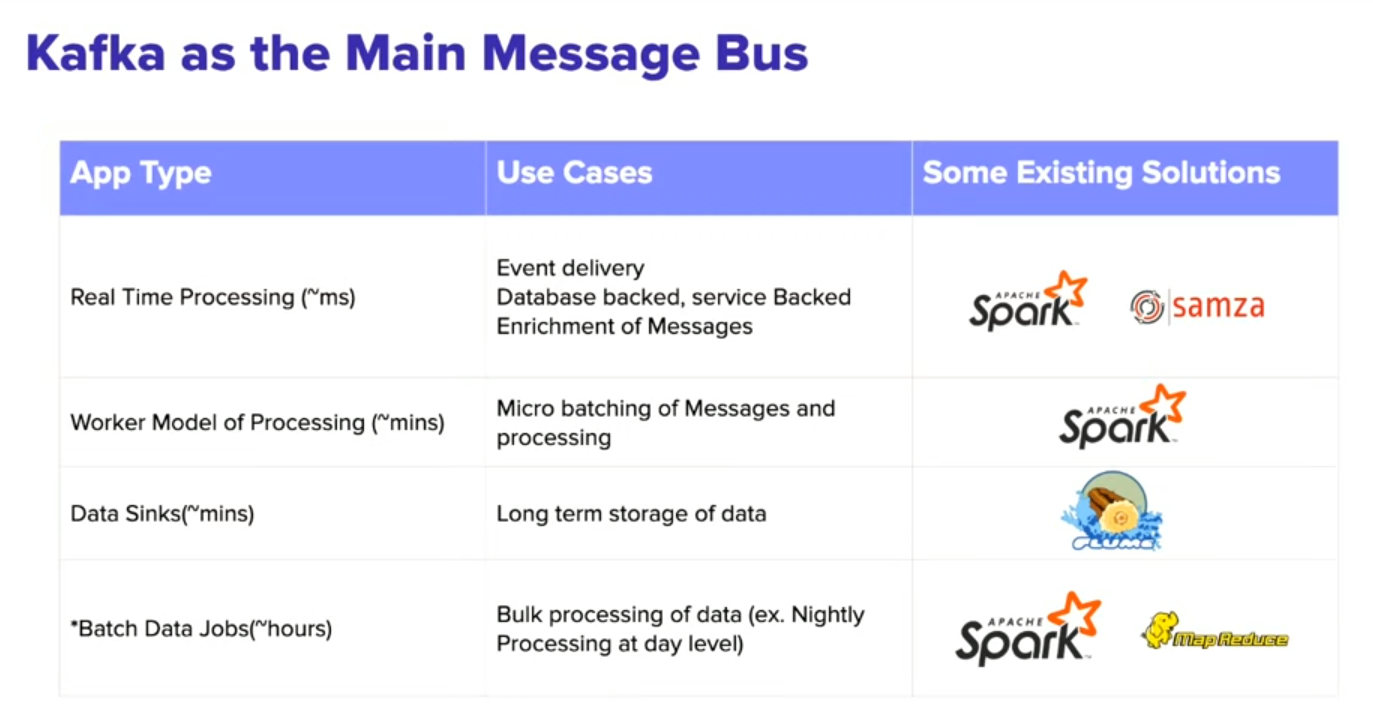 Kafka as the Main Message Bus
App Type
Use Cases
Some Existing Solutions
Real Time Processing (~ms)
Event delivery
Database backed, service Backed
Enrichment of Messages
APACHE
Spark
samza
Worker Model of Processing (~mins)
Micro batching of Messages and
processing
APACHE
Spark
Data Sinks(~mins)
Long term storage of data
FLUME
*Batch Data Jobs(~hours)
Bulk processing of data (ex. Nightly
Processing at day level)
APACHE
Spark
Map Reduce